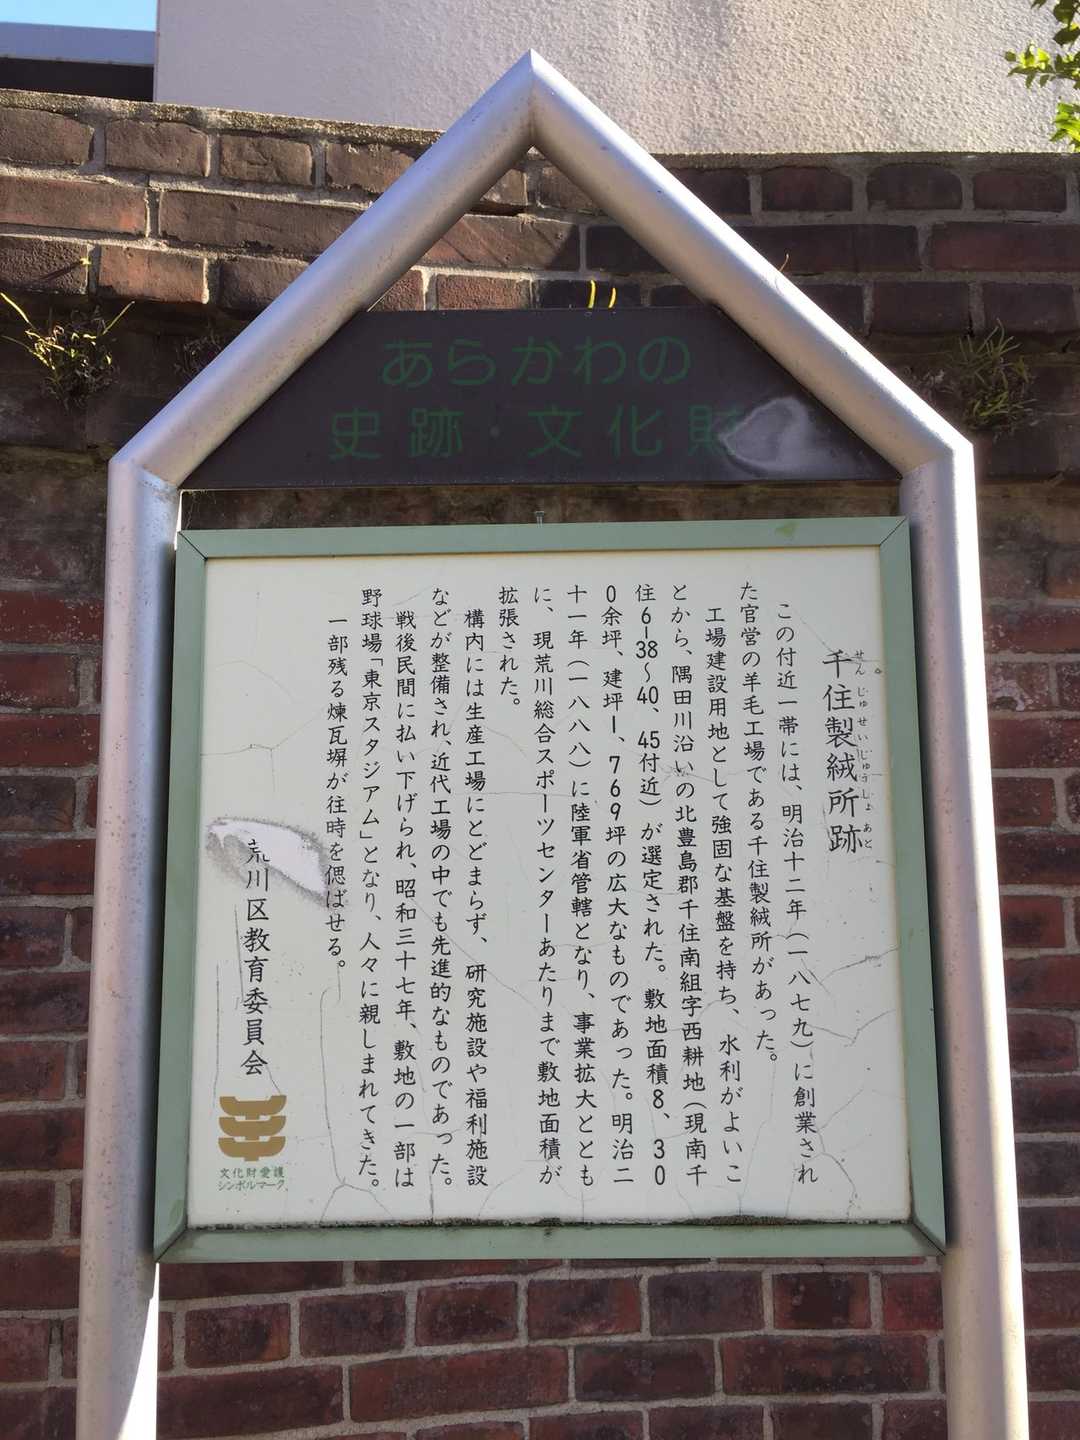 あらかわの
史跡・文化財
千住製絨所跡
せんじゅせいじゅうしょあと
この付近一帯には、明治十二年（一八七九）に創業され
た官営の羊毛工場である千住製絨所があった。
工場建設用地として強固な基盤を持ち、水利がよいこ
とから、隅田川沿いの北豊島郡千住南組字西耕地（現南千
住6-38〜40、45付近）が選定された。敷地面積8、30
0余坪、建坪1、769坪の広大なものであった。明治二
十一年（一八八八）に陸軍省管轄となり、事業拡大ととも
に、現荒川総合スポーツセンターあたりまで敷地面積が
拡張された。
構内には生産工場にとどまらず、研究施設や福利施設
などが整備され、近代工場の中でも先進的なものであった。
戦後民間に払い下げられ、昭和三十七年、敷地の一部は
野球場「東京スタジアム」となり、人々に親しまれてきた。
一部残る煉瓦塀が往時を偲ばせる。
荒川区教育委員会
文化財愛護
シンボルマーク